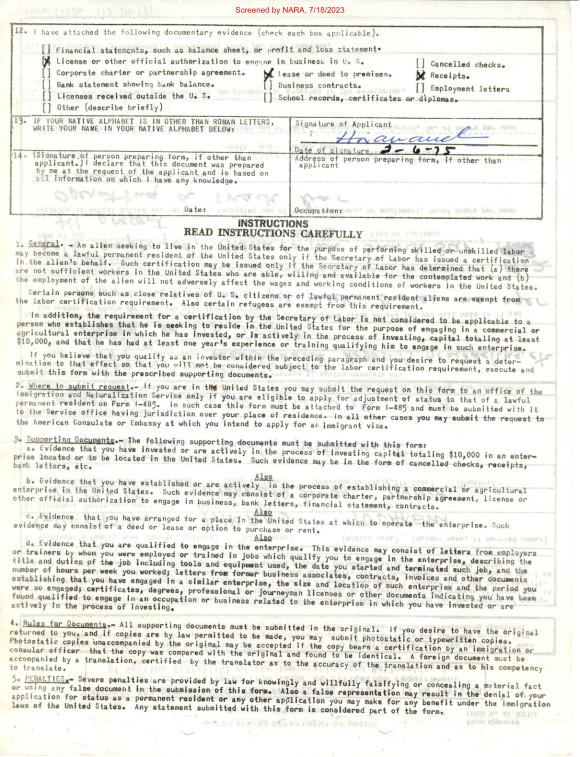 Screened by NARA, 7/18/2023
12. I have attached the following documentary evidence (check each box applicable).
[ ] Financial statements, such as balance sheet, or profit and loss statement.
[X] License or other official authorization to engage in business in U. S.
[ ] Cancelled checks.
[ ] Corporate charter or partnership agreement.
[X] Lease or deed to premises.
[X] Receipts.
[ ] Bank statement showing bank balance.
[ ] Business contracts.
[ ] Employment letters
[ ] Licenses received outside the U. S.
[ ] School records, certificates or diplomas.
[ ] Other (describe briefly)
13. IF YOUR NATIVE ALPHABET IS IN OTHER THAN ROMAN LETTERS,
WRITE YOUR NAME IN YOUR NATIVE ALPHABET BELOW:
Signature of Applicant
Date of signature 2-6-75
14. (Signature of person preparing form, if other than
applicant.) I declare that this document was prepared
by me at the request of the applicant and is based on
all information on which I have any knowledge.
Date:
Address of person preparing form, if other than
applicant
Occupation:
INSTRUCTIONS
READ INSTRUCTIONS CAREFULLY
1. General. - An alien seeking to live in the United States for the purpose of performing skilled or unskilled labor
may become a lawful permanent resident of the United States only if the Secretary of Labor has issued a certification
in the alien's behalf. Such certification may be issued only if the Secretary of Labor has determined that (a) there
are not sufficient workers in the United States who are able, willing and available for the contemplated work and (b)
the employment of the alien will not adversely affect the wages and working conditions of workers in the United States.
Certain persons such as close relatives of U. S. citizens or of lawful permanent resident aliens are exempt from
the labor certification requirement. Also certain refugees are exempt from this requirement.
In addition, the requirement for a certification by the Secretary of Labor is not considered to be applicable to a
person who establishes that he is seeking to reside in the United States for the purpose of engaging in a commercial or
agricultural enterprise in which he has invested, or is actively in the process of investing, capital totaling at least
$10,000, and that he has had at least one year's experience or training qualifying him to engage in such enterprise.
If you believe that you qualify as an investor within the preceding paragraph and you desire to request a deter-
mination to that effect so that you will not be considered subject to the labor certification requirement, execute and
submit this form with the prescribed supporting documents.
2. Where to submit request.- If you are in the United States you may submit the request on this form to an office of the
Immigration and Naturalization Service only if you are eligible to apply for adjustment of status to that of a lawful
permanent resident on Form I-485. In such case this form must be attached to Form I-485 and must be submitted with it
to the Service office having jurisdiction over your place of residence. In all other cases you may submit the request to
the American Consulate or Embassy at which you intend to apply for an immigrant visa.
3. Supporting Documents.- The following supporting documents must be submitted with this form:
a. Evidence that you have invested or are actively in the process of investing capital totaling $10,000 in an enter-
prise located or to be located in the United States. Such evidence may be in the form of cancelled checks, receipts,
bank letters, etc.
Also
b. Evidence that you have established or are actively in the process of establishing a commercial or agricultural
enterprise in the United States. Such evidence may consist of a corporate charter, partnership agreement, license or
other official authorization to engage in business, bank letters, financial statement, contracts.
Also
c. Evidence that you have arranged for a place in the United States at which to operate the enterprise. Such
evidence may consist of a deed or lease or option to purchase or rent.
Also
d. Evidence that you are qualified to engage in the enterprise. This evidence may consist of letters from employers
or trainers by whom you were employed or trained in jobs which qualify you to engage in the enterprise, describing the
title and duties of the job including tools and equipment used, the date you started and terminated such job, and the
number of hours per week you worked; letters from former business associates, contracts, invoices and other documents
establishing that you have engaged in a similar enterprise, the size and location of such enterprise and the period you
were so engaged; certificates, degrees, professional or journeyman licenses or other documents indicating you have been
found qualified to engage in an occupation or business related to the enterprise in which you have invested or are
actively in the process of investing.
4. Rules for Documents.- All supporting documents must be submitted in the original. If you desire to have the original
returned to you, and if copies are by law permitted to be made, you may submit photostatic or typewritten copies.
Photostatic copies unaccompanied by the original may be accepted if the copy bears a certification by an immigration or
consular officer that the copy was compared with the original and found to be identical. A foreign document must be
accompanied by a translation, certified by the translator as to the accuracy of the translation and as to his competency
to translate.
5. PENALTIES.- Severe penalties are provided by law for knowingly and willfully falsifying or concealing a material fact
or using any false document in the submission of this form. Also a false representation may result in the denial of your
application for status as a permanent resident or any other application you may make for any benefit under the immigration
laws of the United States. Any statement submitted with this form is considered part of the form.